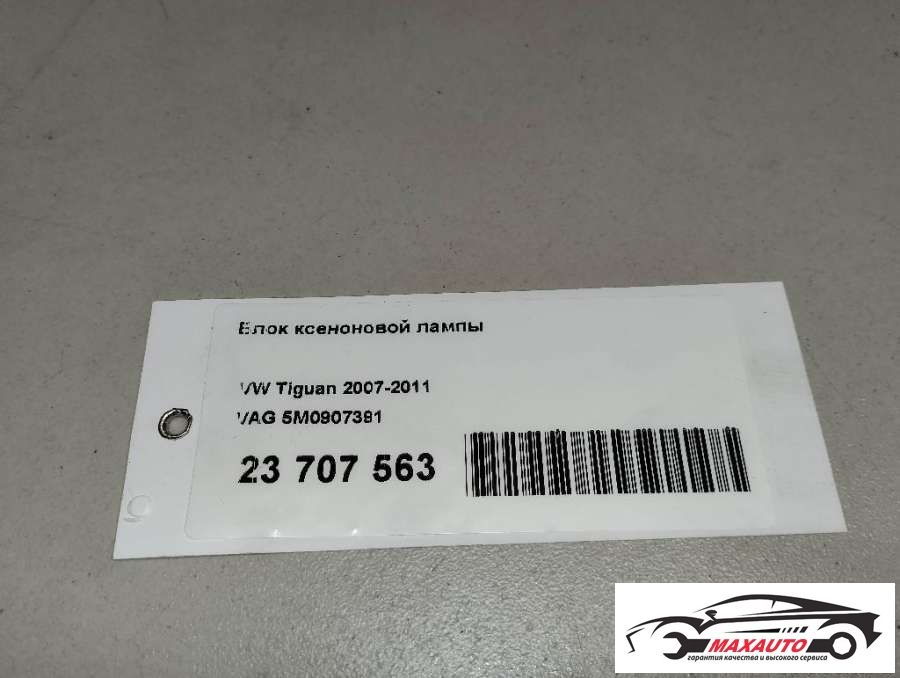 Блок ксеноновой лампы
VW Tiguan 2007-2011
VAG 5M0907391
23 707 563
MAXAUTO
гарантия качества и высокого сервиса